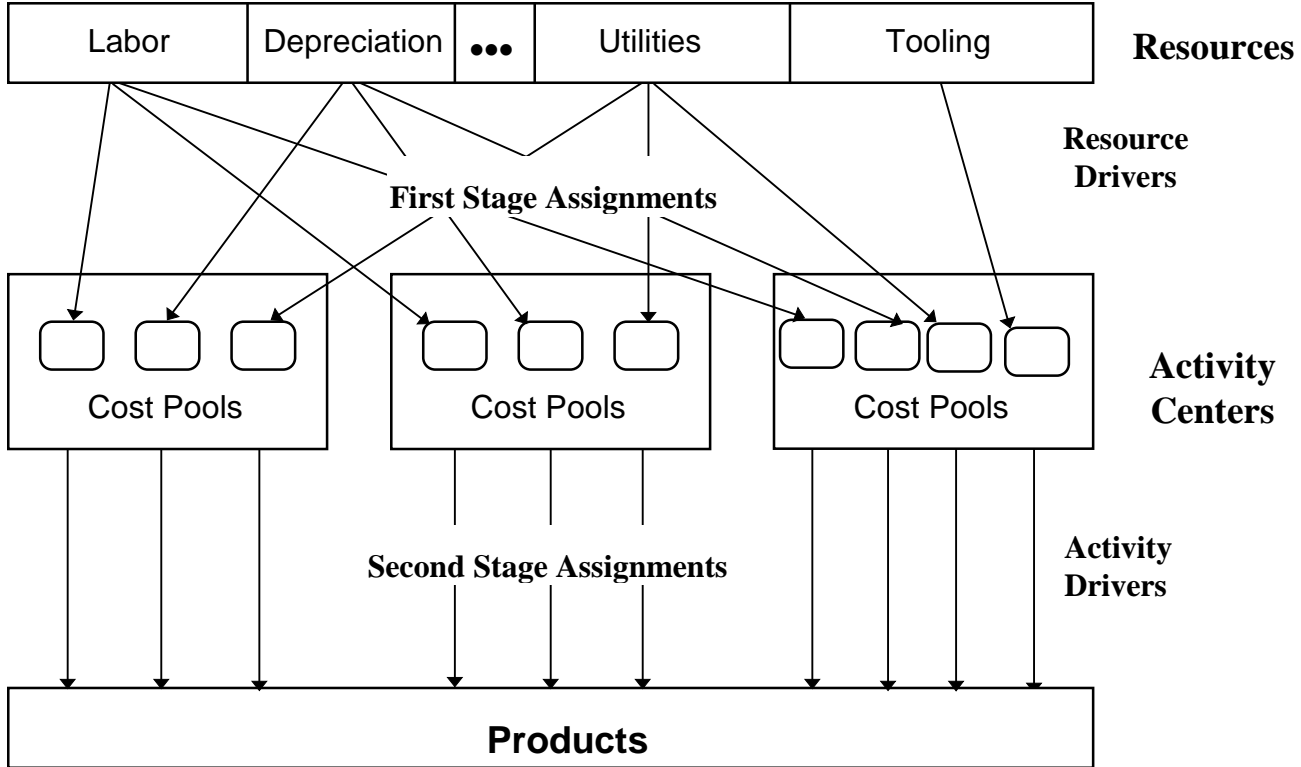 Labor Depreciation ••• Utilities Tooling Resources
Resource
Drivers
First Stage Assignments
Cost Pools Cost Pools Cost Pools
Activity
Centers
Second Stage Assignments
Activity
Drivers
Products